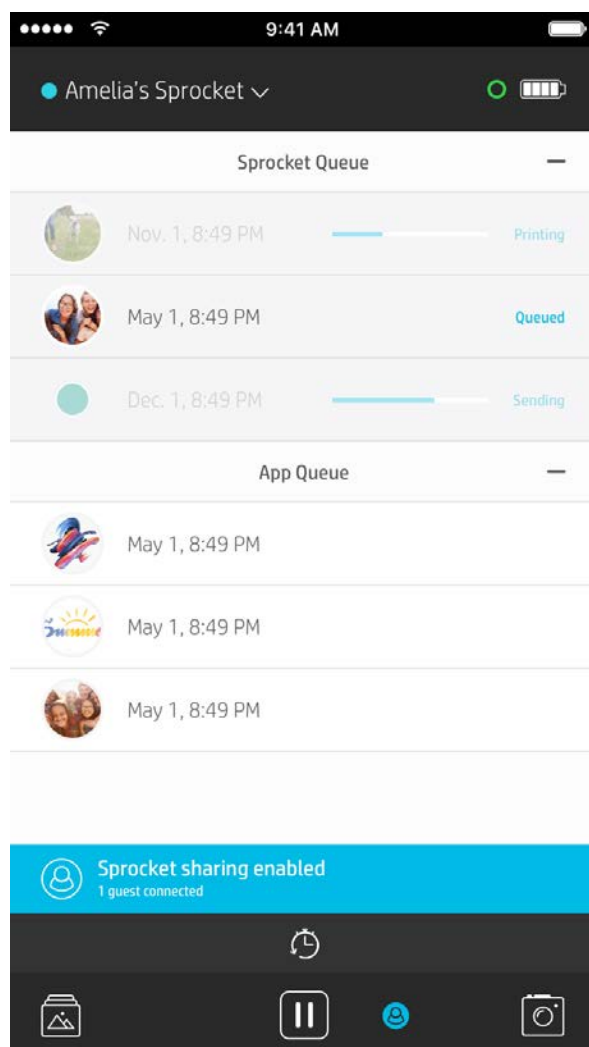 9:41 AM
Amelia's Sprocket
Sprocket Queue
Nov. 1, 8:49 PM Printing
May 1, 8:49 PM Queued
Dec. 1, 8:49 PM Sending
App Queue
May 1, 8:49 PM
May 1, 8:49 PM
May 1, 8:49 PM
Sprocket sharing enabled
1 guest connected